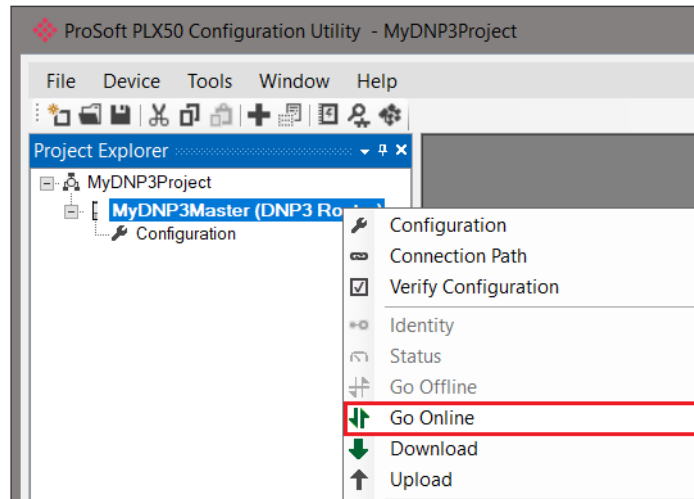 ProSoft PLX50 Configuration Utility - MyDNP3Project
File Device Tools Window Help
Project Explorer
MyDNP3Project
MyDNP3Master (DNP3 Router)
Configuration
Configuration
Connection Path
Verify Configuration
Identity
Status
Go Offline
Go Online
Download
Upload